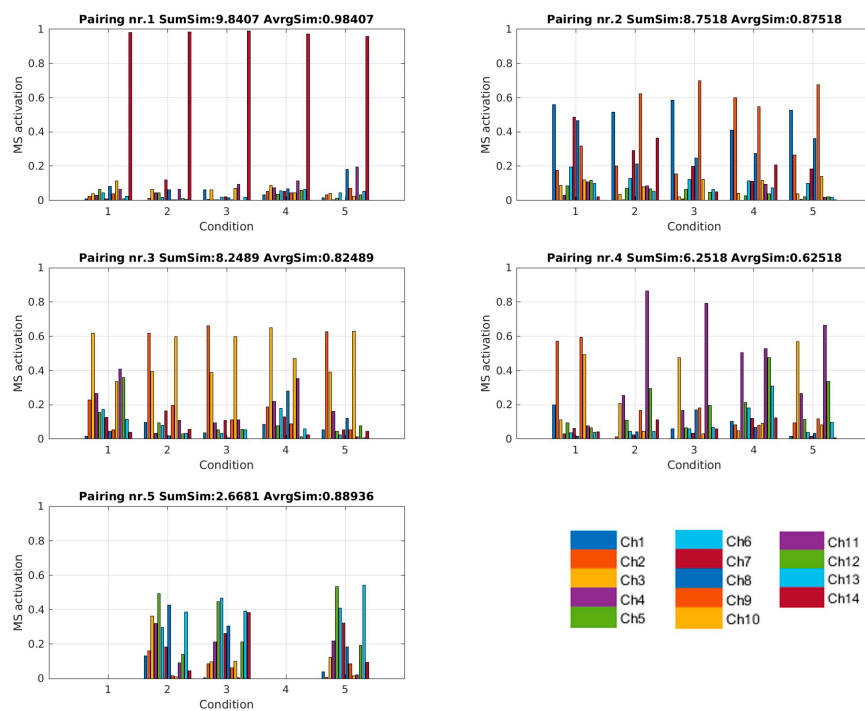 Pairing nr.1 SumSim:9.8407 AvrgSim:0.98407
1
0.8
0.6
0.4
0.2
0
MS activation
1 2 3 4 5
Condition
Pairing nr.2 SumSim:8.7518 AvrgSim:0.87518
1
0.8
0.6
0.4
0.2
0
MS activation
1 2 3 4 5
Condition
Pairing nr.3 SumSim:8.2489 AvrgSim:0.82489
1
0.8
0.6
0.4
0.2
0
MS activation
1 2 3 4 5
Condition
Pairing nr.4 SumSim:6.2518 AvrgSim:0.62518
1
0.8
0.6
0.4
0.2
0
MS activation
1 2 3 4 5
Condition
Pairing nr.5 SumSim:2.6681 AvrgSim:0.88936
1
0.8
0.6
0.4
0.2
0
MS activation
1 2 3 4 5
Condition
Ch1
Ch2
Ch3
Ch4
Ch5
Ch6
Ch7
Ch8
Ch9
Ch10
Ch11
Ch12
Ch13
Ch14